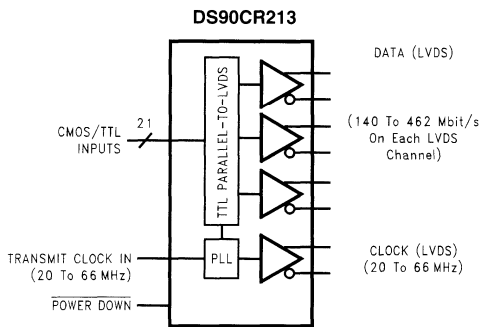 DS90CR213
DATA (LVDS)
TTL PARALLEL-TO-LVDS
21
CMOS/TTL
INPUTS
(140 To 462 Mbit/s
On Each LVDS
Channel)
TRANSMIT CLOCK IN
(20 To 66 MHz)
PLL
CLOCK (LVDS)
(20 To 66 MHz)
POWER DOWN